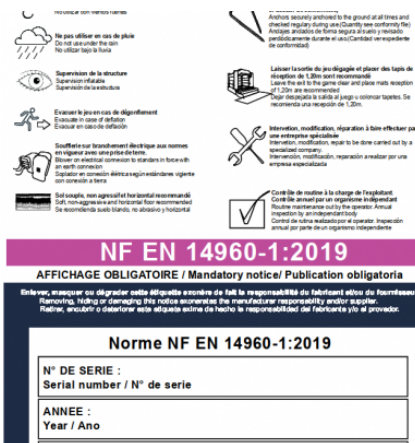 No utilizar con menos rafales
Ne pas utiliser en cas de pluie
Do not use under the rain
No utilizar bajo la lluvia
Supervision de la structure
Supervision inflatable
Supervisión de la estructura
Evacuer le jeu en cas de dégonflement
Evacuate in case of deflation
Evacuar en caso de deflación
Soufflerie sur branchement électrique aux normes
en vigueur avec une prise de terre.
Blower on electrical connexion to standers in force with
an earth connexion
Soplador en conexión eléctrica según estándares vigente
con conexión a tierra
Sol souple, non agressif et horizontal recommandé
Soft, non-aggressive and horizontal floor recommended
Se recomienda suelo blando, no abrasivo y horizontal
Anchors securely anchored to the ground at all times and
checked regulary during use.(Quantity see conformity file)
Anclajes anclados de forma segura al suelo y revisado
periódicamente durante el uso.(Cantidad ver expediente
de conformidad)
Laisser la sortie du jeu dégagée et placer des tapis de
réception de 1,20m sont recommandé
Leave the exit to the game clear and place mats reception
of 1,20m are recommended
Dejar despejada la salida al juego u colocar tapetes. Se
recomienda una recepción de 1,20m.
Intervention, modification, réparation à faire effectuer pa
une entreprise spécialisée
Intervention, modification, repair to be done carried out by a
specialized company.
Intervención, modificación, reparación a realizar por una
empresa especializada
Contrôle de routine à la charge de l'exploitant
Contrôle annuel par un organisme indépendant
Routine maintenance out by the operator. Annual
Inspection by an independant body
Control de rutina realizado por el operator. Inspección
annual por parte de un organismo independiente
NF EN 14960-1:2019
AFFICHAGE OBLIGATOIRE / Mandatory notice/ Publication obligatoria
Enlever, masquer ou dégrader cette étiquette exonère de fait la responsabilité du fabricant et/ou du fournisseu
Removing, hiding or damaging this notice exonerates the manufacturer responsability and/or supplier.
Retirar, encubrir o deteriorar esta etiqueta exime de hecho la responsabilidad del fabricante y/o el provedor.
Norme NF EN 14960-1:2019
N° DE SERIE :
Serial number / N° de serie
ANNEE :
Year / Ano